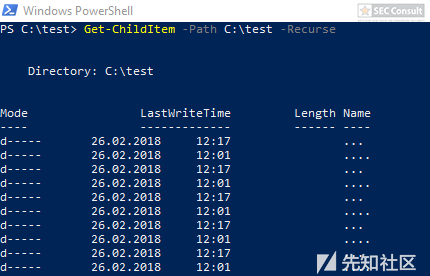 Windows PowerShell
SEC Consult
PS C:\test> Get-ChildItem -Path C:\test -Recurse
Directory: C:\test
Mode LastWriteTime Length Name
---- ------------- ------ ----
d----- 26.02.2018 12:17 ...
d----- 26.02.2018 12:01 ....
d----- 26.02.2018 12:01 ....
d----- 26.02.2018 12:17 ...
d----- 26.02.2018 12:01 ....
d----- 26.02.2018 12:01 ....
d----- 26.02.2018 12:17 ...
d----- 26.02.2018 12:01 ....
d----- 26.02.2018 12:17 ...
d----- 26.02.2018 12:17 ...
先知社区